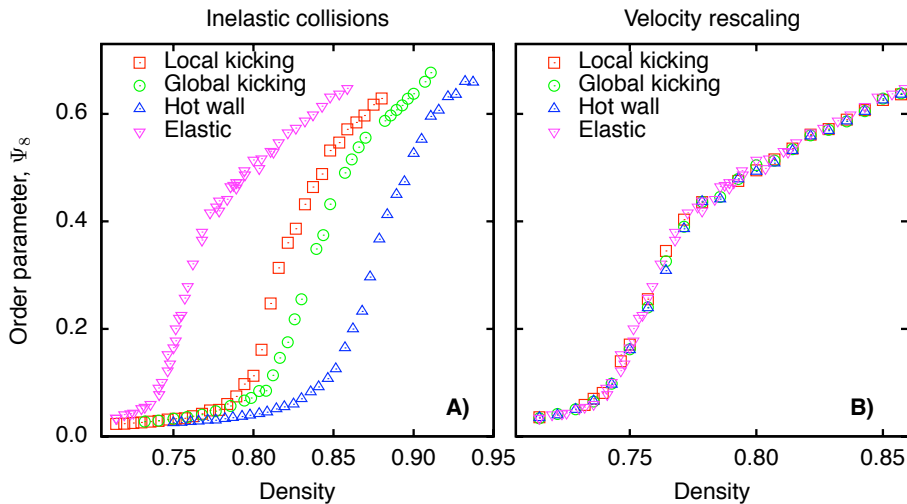 Inelastic collisions
Velocity rescaling
Order parameter, Ψ8
0.6
0.4
0.2
0.0
Local kicking
Global kicking
Hot wall
Elastic
A)
0.75
0.80
0.85
0.90
0.95
Density
Local kicking
Global kicking
Hot wall
Elastic
B)
0.75
0.80
0.85
Density